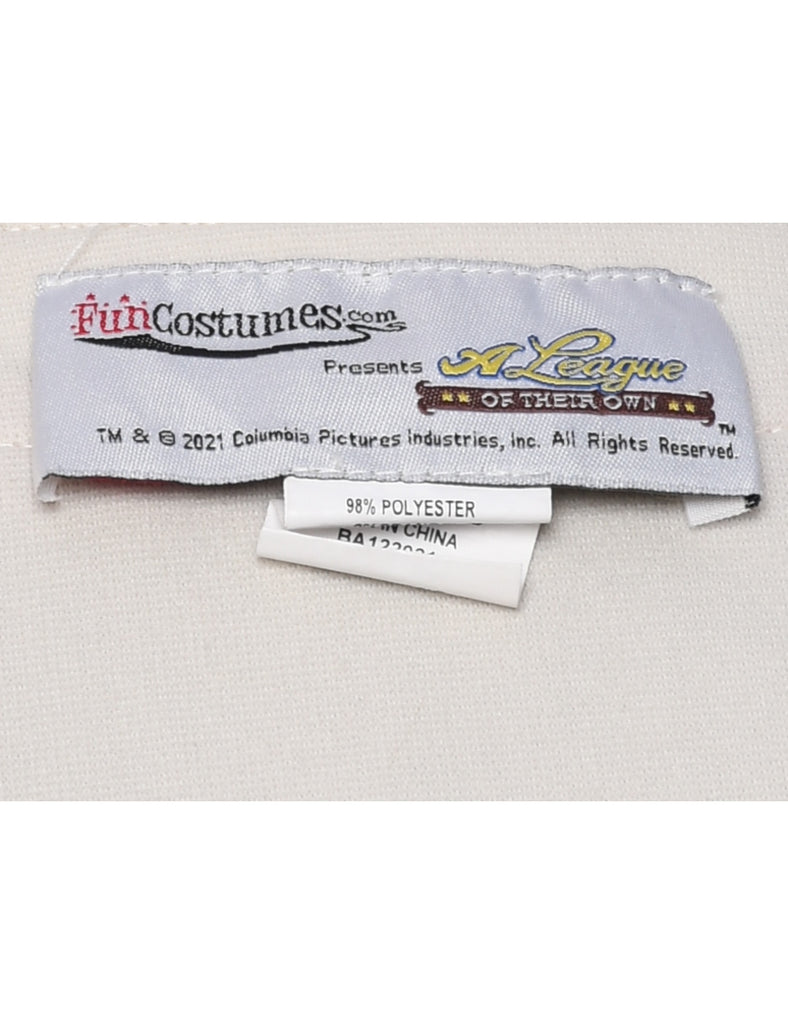 FunCostumes.com
Presents A League
★★ OF THEIR OWN ★★ ™
TM & © 2021 Columbia Pictures Industries, Inc. All Rights Reserved.
98% POLYESTER
IN CHINA